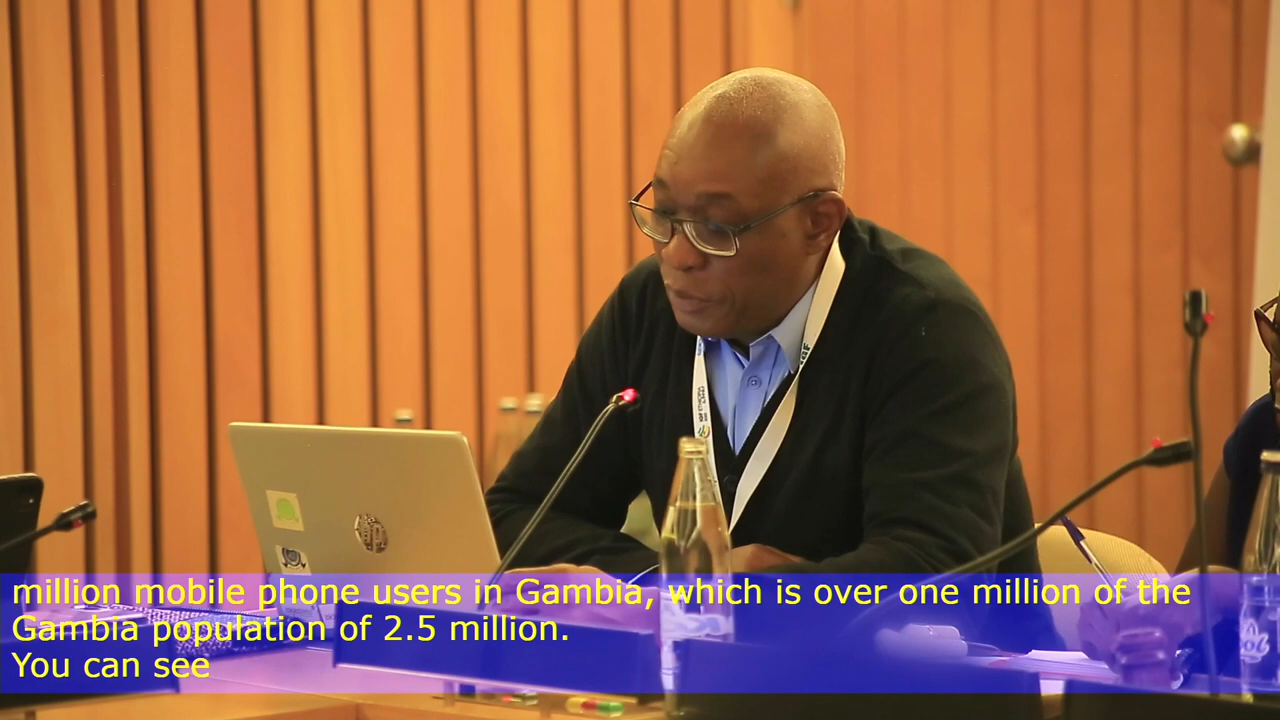 million mobile phone users in Gambia, which is over one million of the
Gambia population of 2.5 million.
You can see
hp